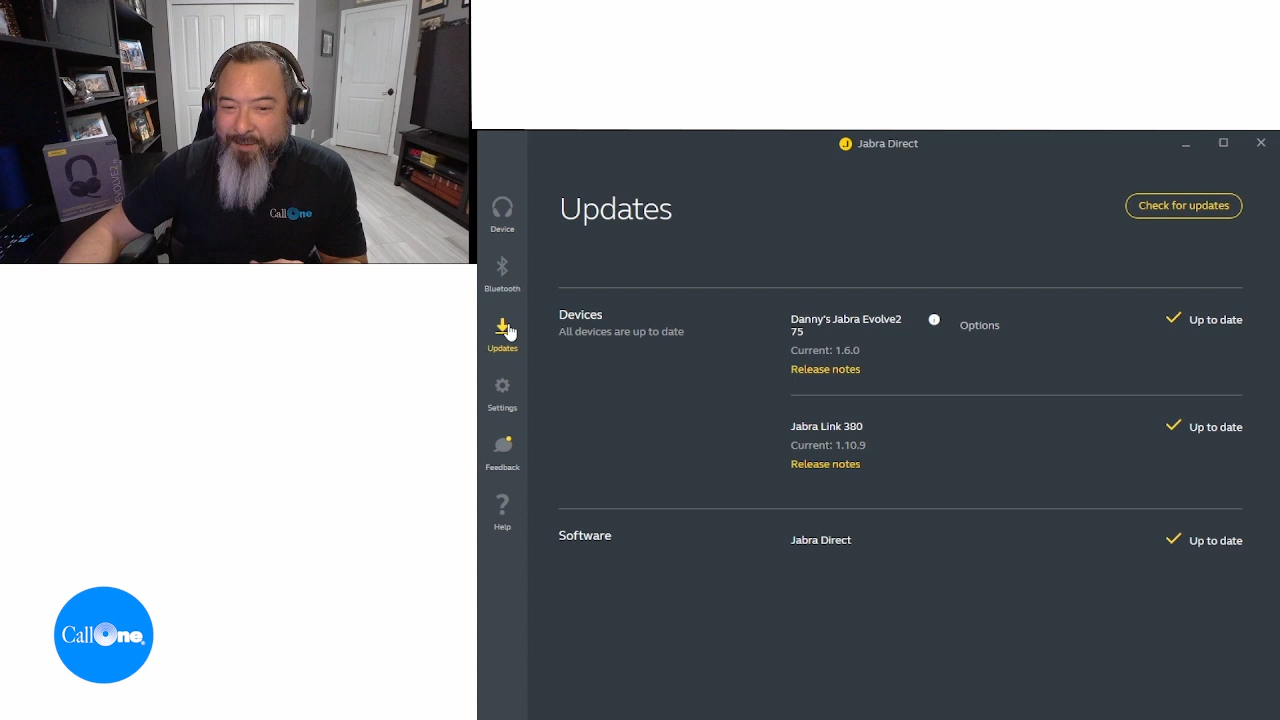 EVOLVE2
CallOne
Jabra Direct
Updates
Check for updates
Device
Bluetooth
Updates
Settings
Feedback
Help
Devices
All devices are up to date
Danny's Jabra Evolve2
75
Current: 1.6.0
Release notes
Options
Up to date
Jabra Link 380
Current: 1.10.9
Release notes
Up to date
Software
Jabra Direct
Up to date
CallOne